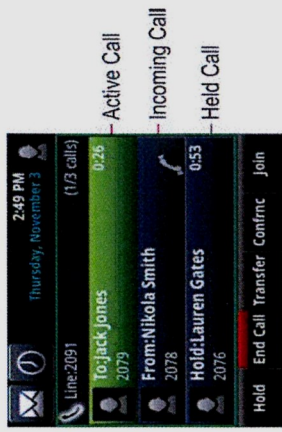 2:49 PM
Thursday, November 3
Line:2091 (1/3 calls)
To:Jack Jones 0:26
2079
Active Call
From:Nikola Smith
2078
Incoming Call
Hold:Lauren Gates 0:53
2076
Held Call
Hold End Call Transfer Confrnc Join